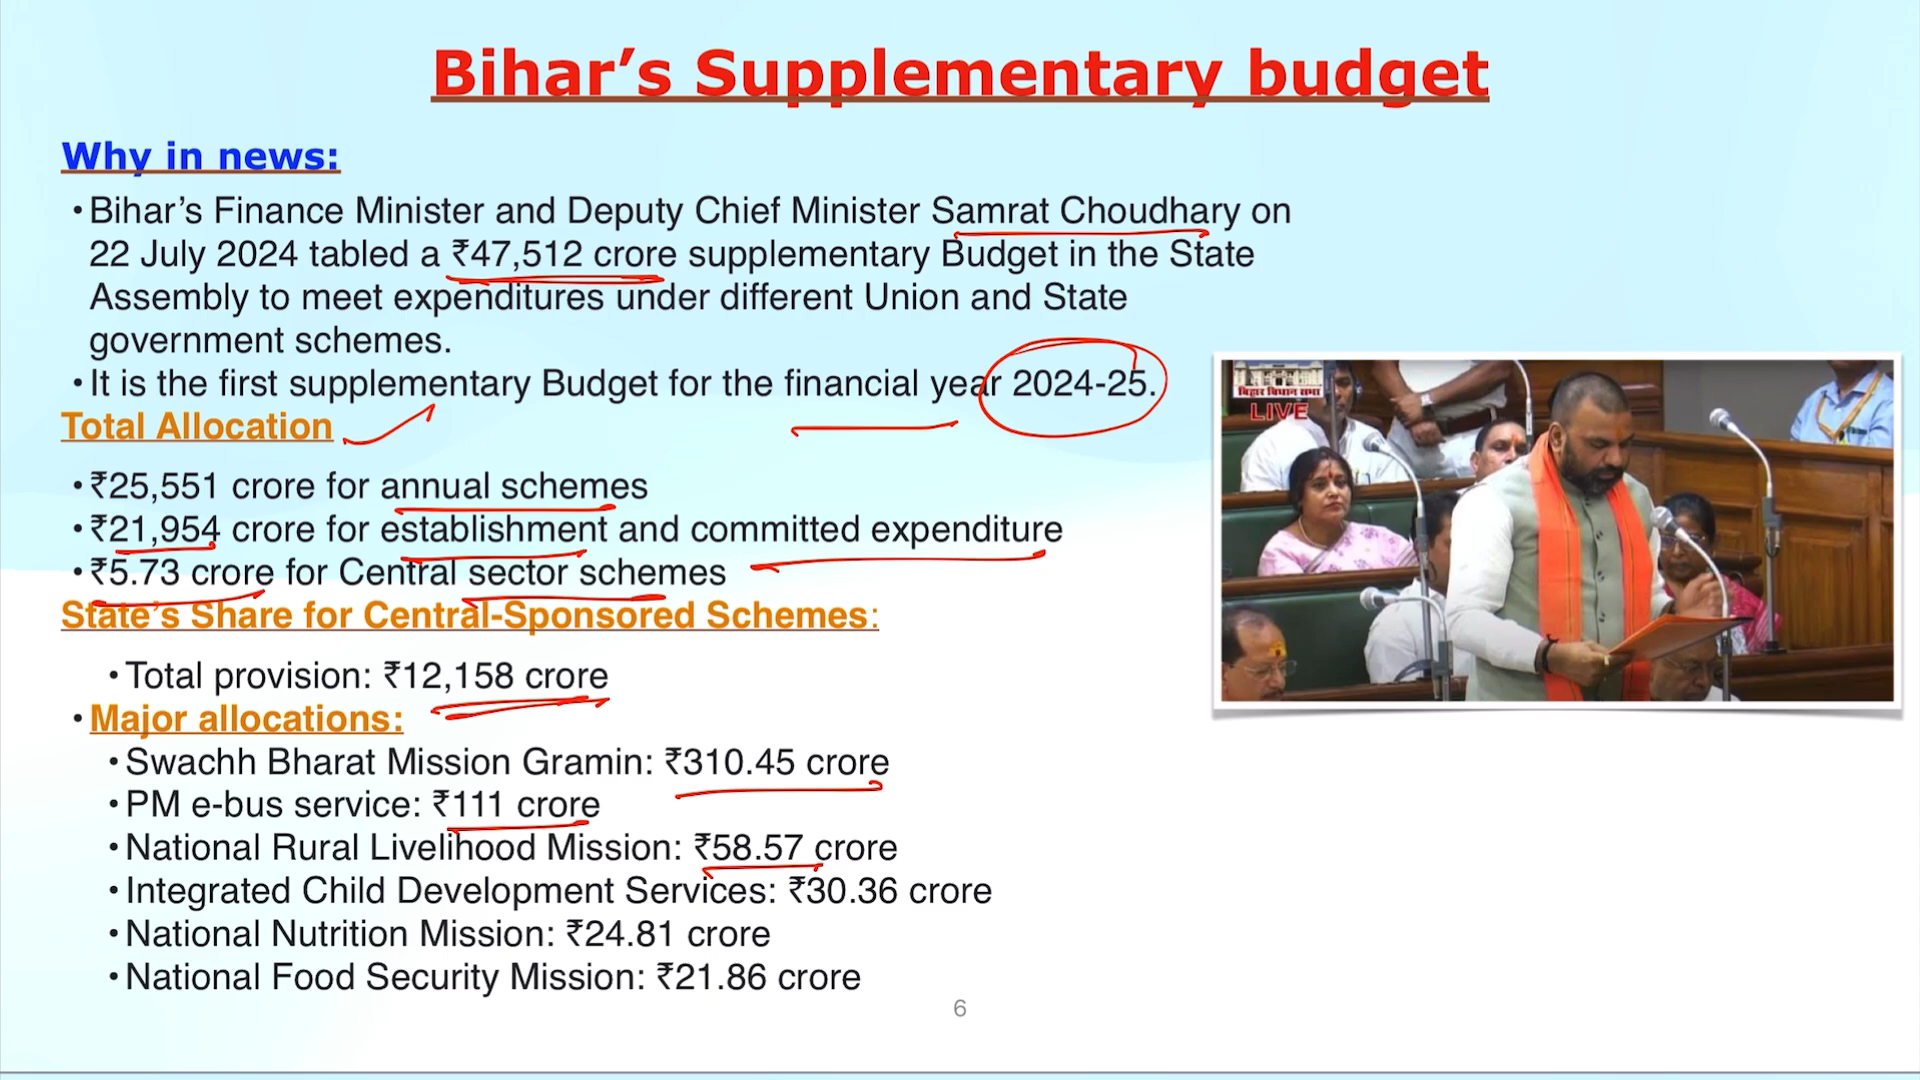 Bihar’s Supplementary budget
Why in news:
•Bihar’s Finance Minister and Deputy Chief Minister Samrat Choudhary on
22 July 2024 tabled a ₹47,512 crore supplementary Budget in the State
Assembly to meet expenditures under different Union and State
government schemes.
•It is the first supplementary Budget for the financial year 2024-25.
Total Allocation
•₹25,551 crore for annual schemes
•₹21,954 crore for establishment and committed expenditure
•₹5.73 crore for Central sector schemes
State’s Share for Central-Sponsored Schemes:
•Total provision: ₹12,158 crore
•Major allocations:
•Swachh Bharat Mission Gramin: ₹310.45 crore
•PM e-bus service: ₹111 crore
•National Rural Livelihood Mission: ₹58.57 crore
•Integrated Child Development Services: ₹30.36 crore
•National Nutrition Mission: ₹24.81 crore
•National Food Security Mission: ₹21.86 crore
बिहार विधान सभा
LIVE
6